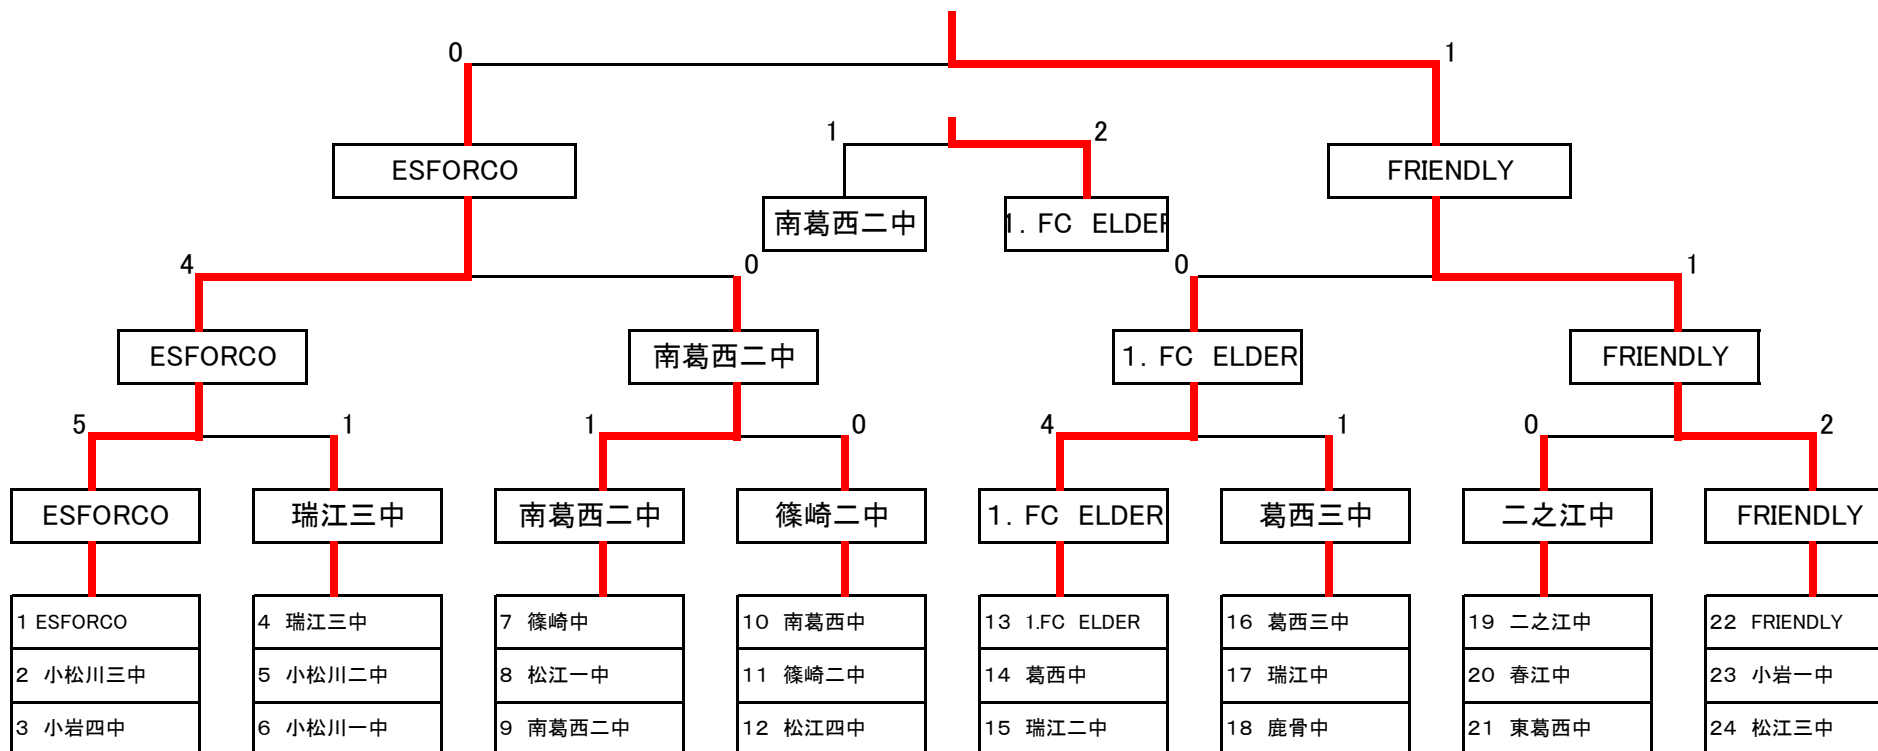 0 1
1 2
ESFORCO FRIENDLY
南葛西二中 1. FC ELDER
4 0 0 1
ESFORCO 南葛西二中 1. FC ELDER FRIENDLY
5 1 1 0 4 1 0 2
ESFORCO 瑞江三中 南葛西二中 篠崎二中 1. FC ELDER 葛西三中 二之江中 FRIENDLY
1 ESFORCO 4 瑞江三中 7 篠崎中 10 南葛西中 13 1.FC ELDER 16 葛西三中 19 二之江中 22 FRIENDLY
2 小松川三中 5 小松川二中 8 松江一中 11 篠崎二中 14 葛西中 17 瑞江中 20 春江中 23 小岩一中
3 小岩四中 6 小松川一中 9 南葛西二中 12 松江四中 15 瑞江二中 18 鹿骨中 21 東葛西中 24 松江三中